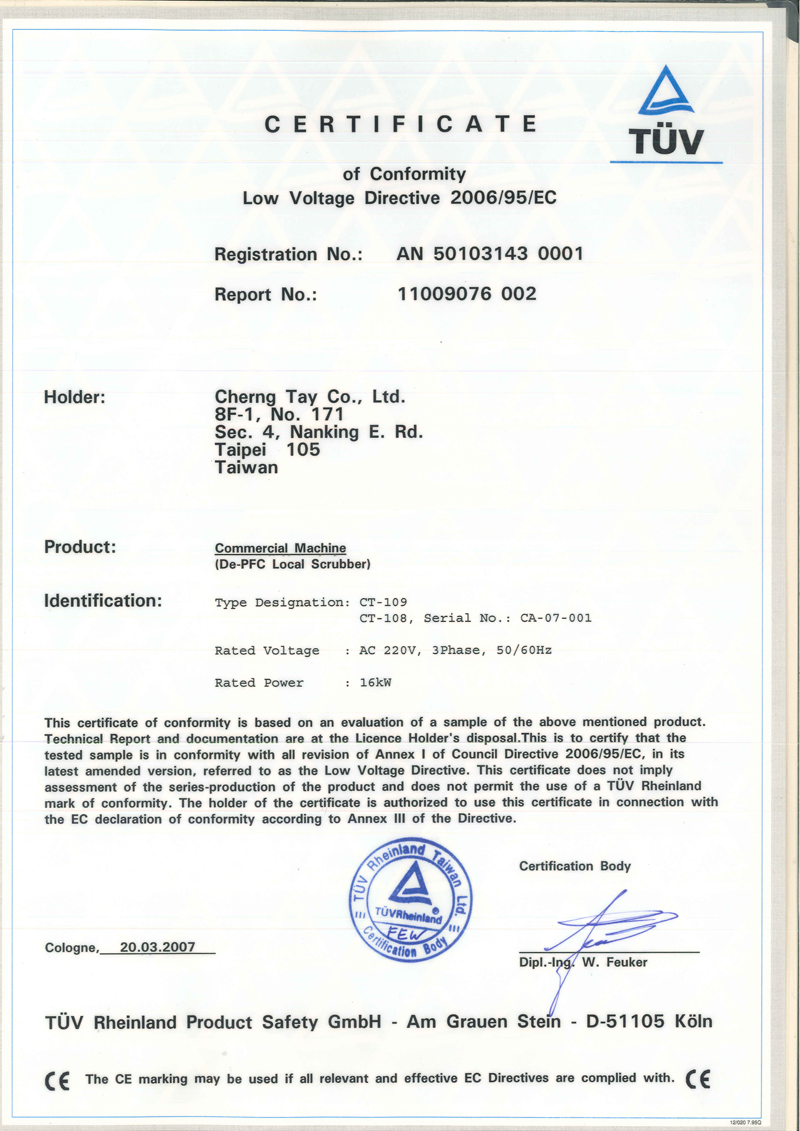 TÜV
CERTIFICATE
of Conformity
Low Voltage Directive 2006/95/EC
Registration No.: AN 50103143 0001
Report No.: 11009076 002
Holder: Cherng Tay Co., Ltd.
8F-1, No. 171
Sec. 4, Nanking E. Rd.
Taipei 105
Taiwan
Product: Commercial Machine
(De-PFC Local Scrubber)
Identification: Type Designation: CT-109
CT-108, Serial No.: CA-07-001
Rated Voltage : AC 220V, 3Phase, 50/60Hz
Rated Power : 16kW
This certificate of conformity is based on an evaluation of a sample of the above mentioned product.
Technical Report and documentation are at the Licence Holder's disposal.This is to certify that the
tested sample is in conformity with all revision of Annex I of Council Directive 2006/95/EC, in its
latest amended version, referred to as the Low Voltage Directive. This certificate does not imply
assessment of the series-production of the product and does not permit the use of a TÜV Rheinland
mark of conformity. The holder of the certificate is authorized to use this certificate in connection with
the EC declaration of conformity according to Annex III of the Directive.
TÜV Rheinland Taiwan Ltd.
TÜVRheinland®
FEW
Certification Body
Certification Body
Cologne, 20.03.2007
Dipl.-Ing. W. Feuker
TÜV Rheinland Product Safety GmbH - Am Grauen Stein - D-51105 Köln
CE The CE marking may be used if all relevant and effective EC Directives are complied with. CE